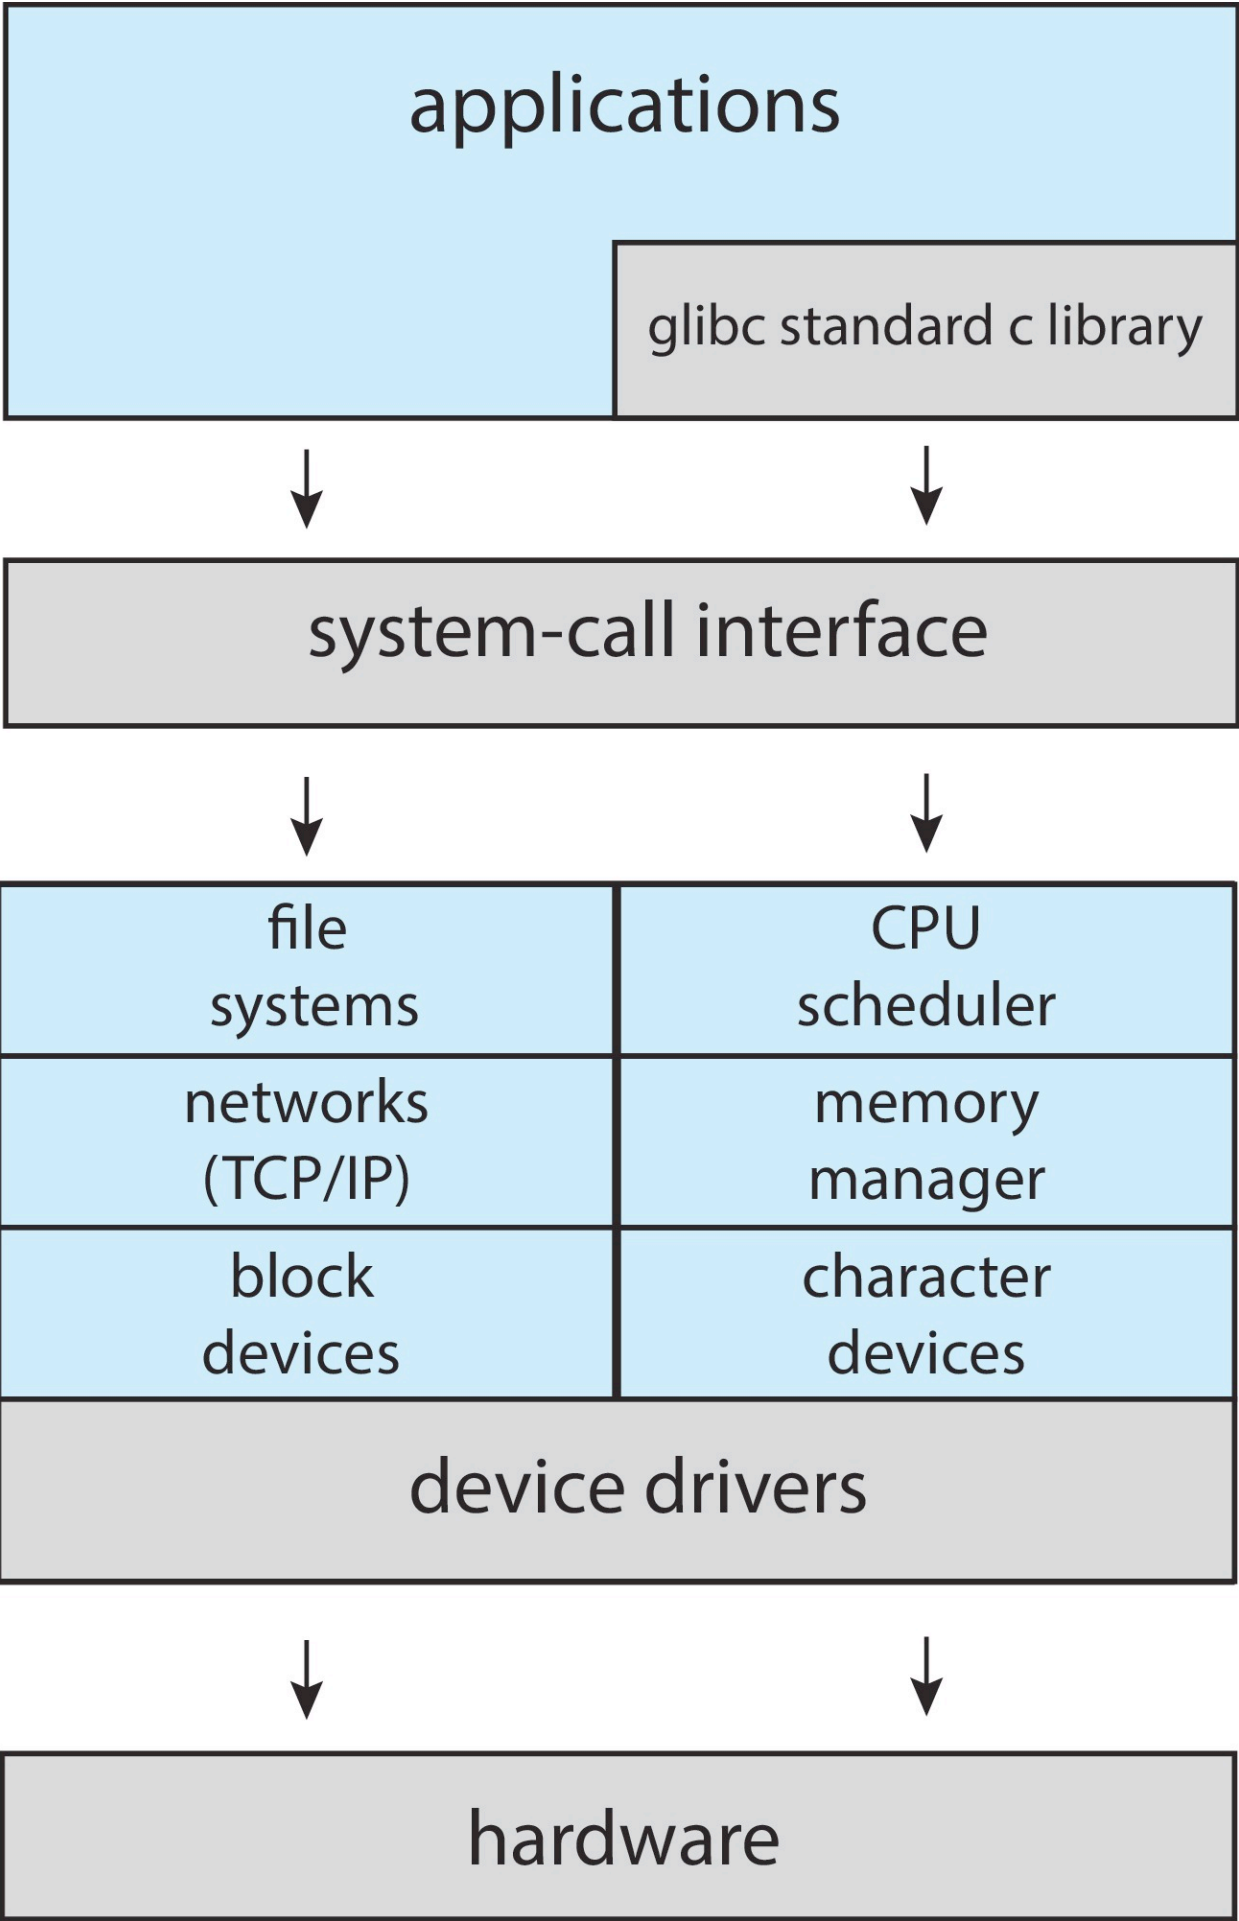 applications
glibc standard c library
system-call interface
file
systems
CPU
scheduler
networks
(TCP/IP)
memory
manager
block
devices
character
devices
device drivers
hardware